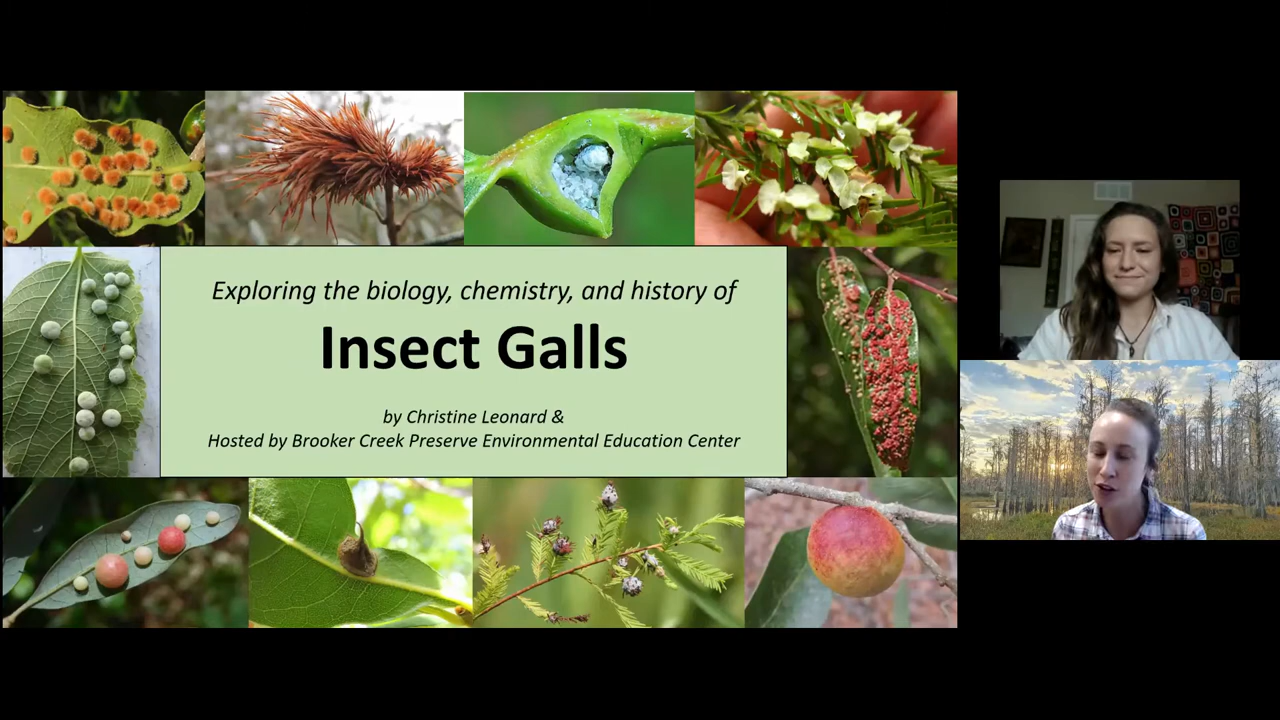 Exploring the biology, chemistry, and history of
Insect Galls
by Christine Leonard &
Hosted by Brooker Creek Preserve Environmental Education Center